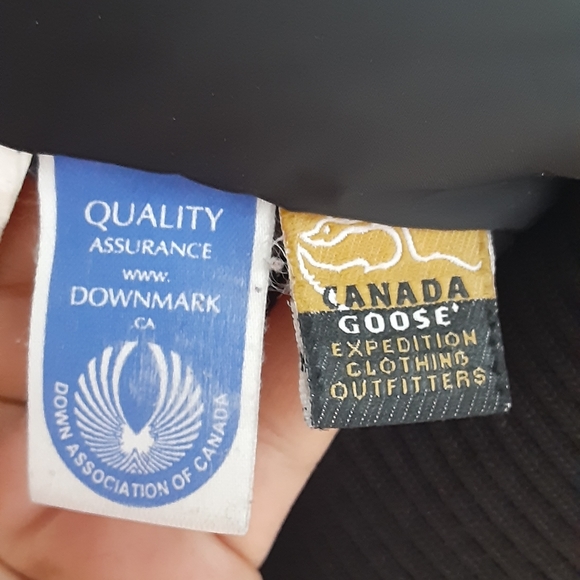 QUALITY
ASSURANCE
www.
DOWNMARK
.CA
DOWN ASSOCIATION OF CANADA
CANADA
GOOSE'
EXPEDITION
CLOTHING
OUTFITTERS